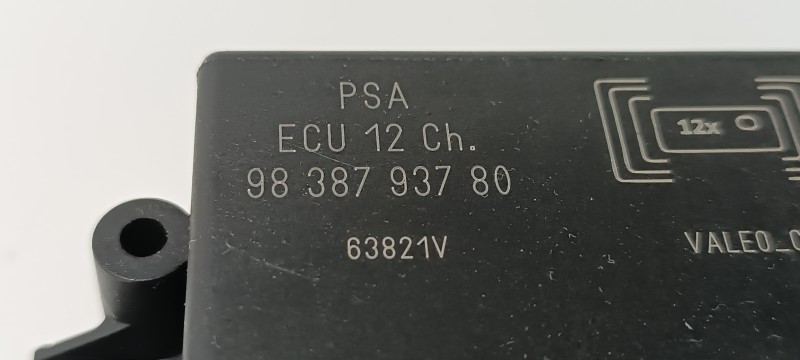 PSA
ECU 12 Ch.
98 387 937 80
63821V
12x
VALEO_